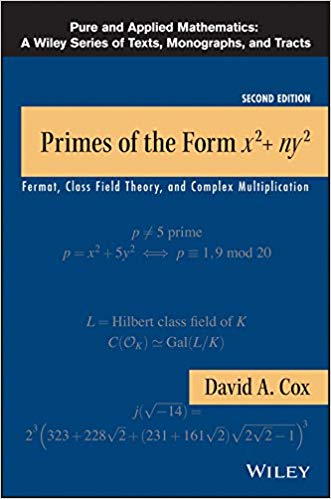 Pure and Applied Mathematics:
A Wiley Series of Texts, Monographs, and Tracts
SECOND EDITION
Primes of the Form x²+ ny²
Fermat, Class Field Theory, and Complex Multiplication
p ≠ 5 prime
p = x² + 5y² ⟺ p ≡ 1, 9 mod 20
L = Hilbert class field of K
C(𝒪_K) ≃ Gal(L/K)
David A. Cox
j(√−14) =
2³(323 + 228√2 + (231 + 161√2)√(2√2 − 1))³
WILEY